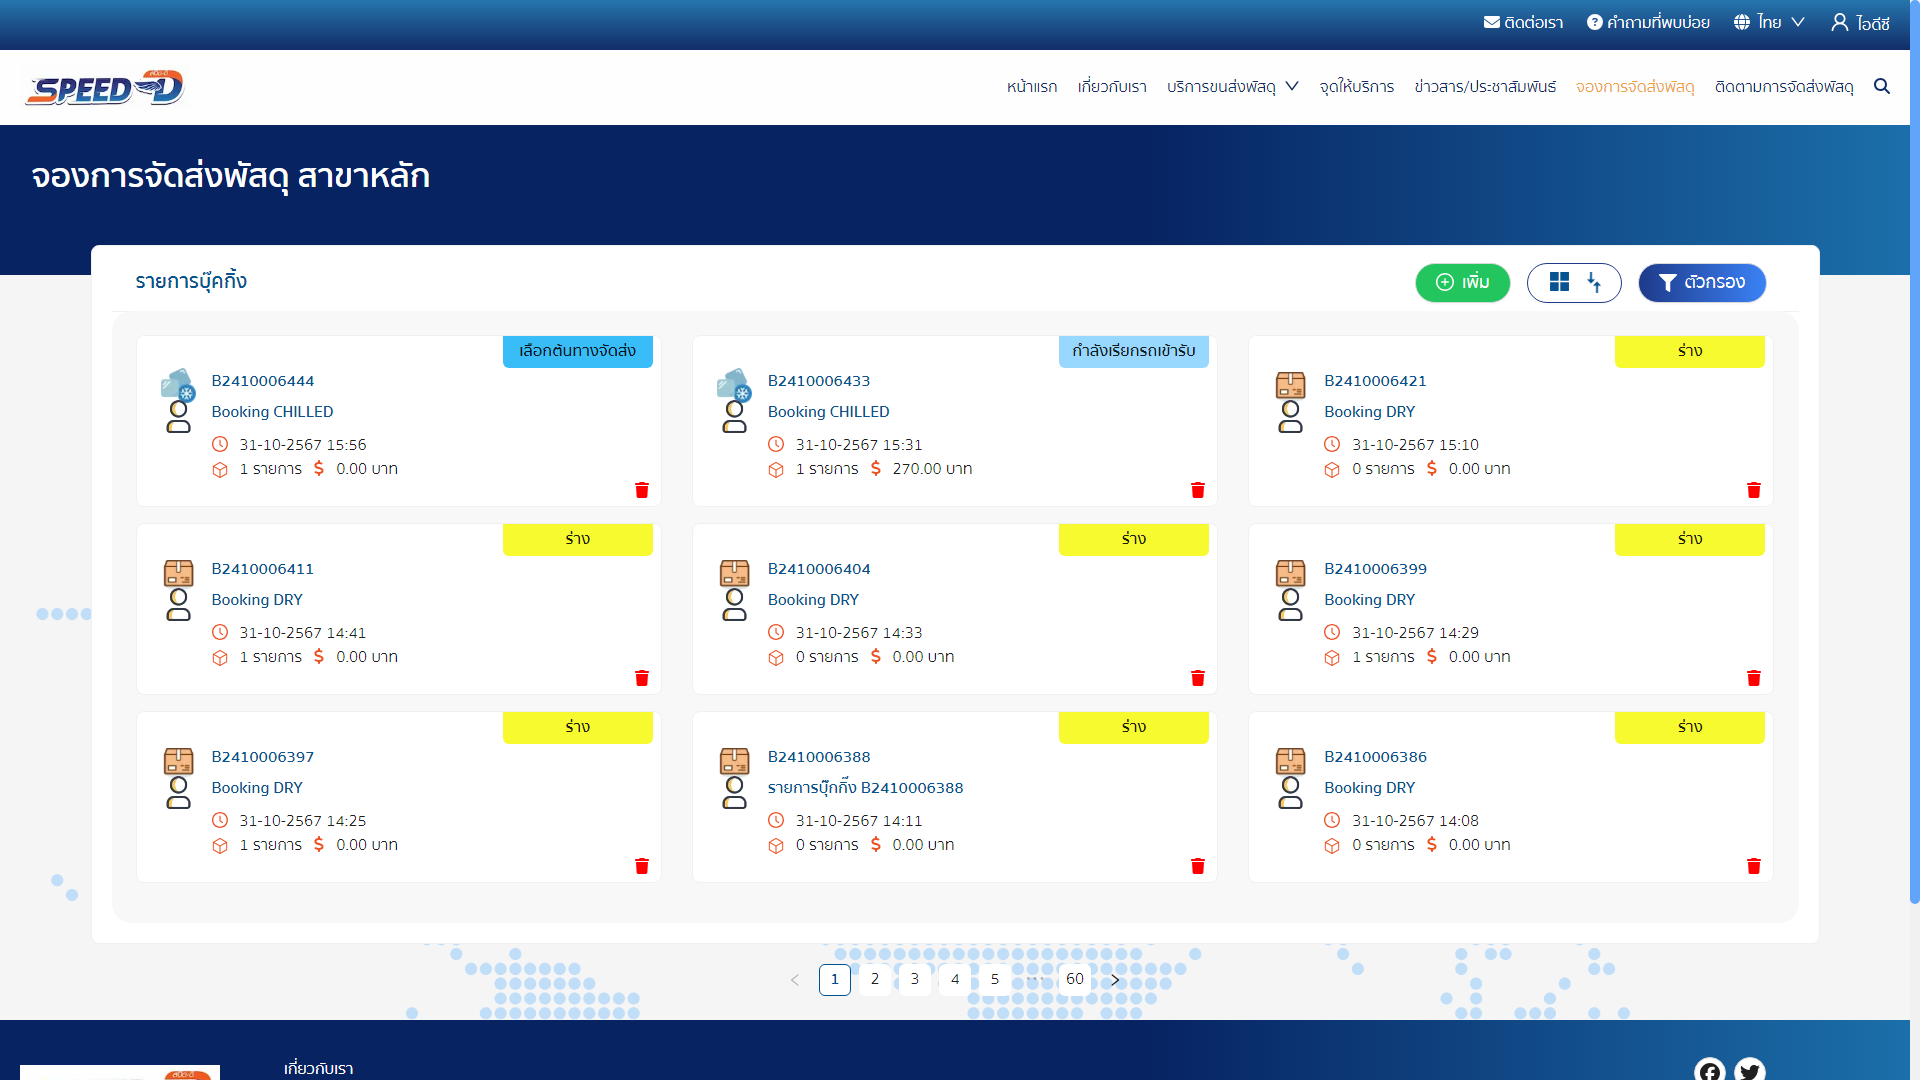 ติดต่อเรา คำถามที่พบบ่อย ไทย ไอดีซี
SPEED-D
หน้าแรก เกี่ยวกับเรา บริการขนส่งพัสดุ จุดให้บริการ ข่าวสาร/ประชาสัมพันธ์ จองการจัดส่งพัสดุ ติดตามการจัดส่งพัสดุ
จองการจัดส่งพัสดุ สาขาหลัก
รายการบุ๊คกิ้ง
เพิ่ม ตัวกรอง
เลือกต้นทางจัดส่ง
B2410006444
Booking CHILLED
31-10-2567 15:56
1 รายการ $ 0.00 บาท
กำลังเรียกรถเข้ารับ
B2410006433
Booking CHILLED
31-10-2567 15:31
1 รายการ $ 270.00 บาท
ร่าง
B2410006421
Booking DRY
31-10-2567 15:10
0 รายการ $ 0.00 บาท
ร่าง
B2410006411
Booking DRY
31-10-2567 14:41
1 รายการ $ 0.00 บาท
ร่าง
B2410006404
Booking DRY
31-10-2567 14:33
0 รายการ $ 0.00 บาท
ร่าง
B2410006399
Booking DRY
31-10-2567 14:29
1 รายการ $ 0.00 บาท
ร่าง
B2410006397
Booking DRY
31-10-2567 14:25
1 รายการ $ 0.00 บาท
ร่าง
B2410006388
รายการบุ๊กกิ๊ง B2410006388
31-10-2567 14:11
0 รายการ $ 0.00 บาท
ร่าง
B2410006386
Booking DRY
31-10-2567 14:08
0 รายการ $ 0.00 บาท
1 2 3 4 5 ••• 60
เกี่ยวกับเรา